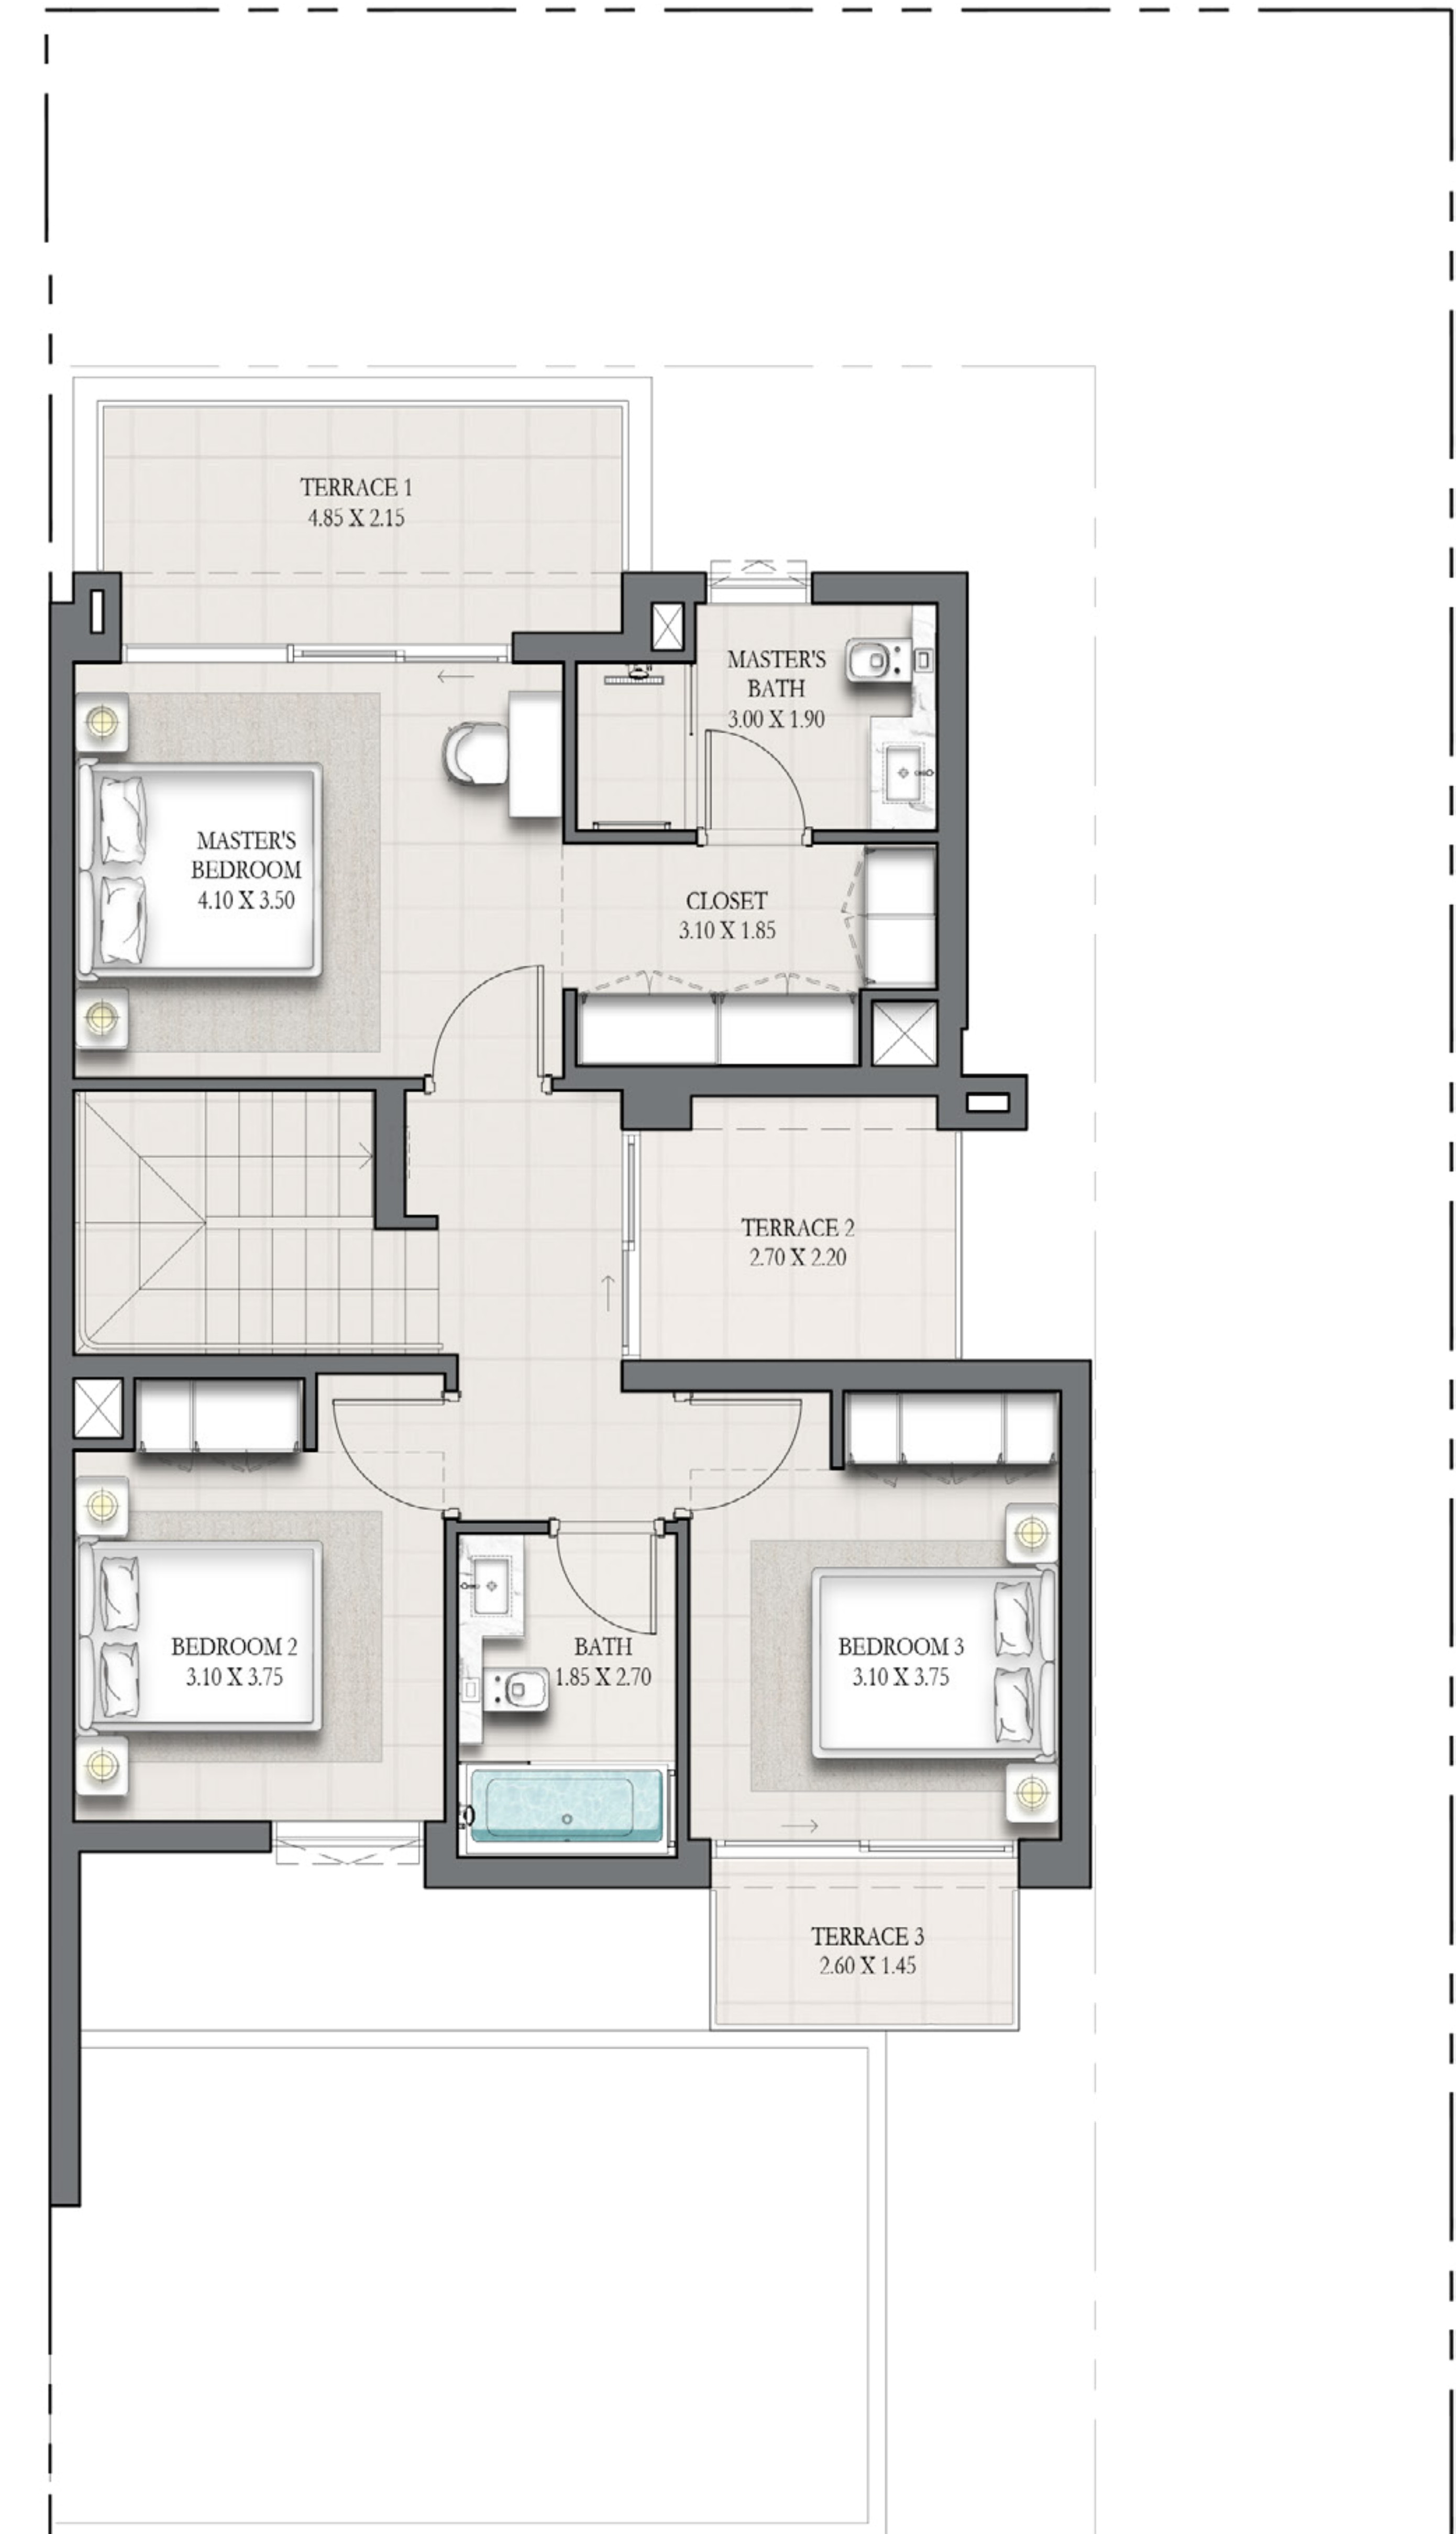 TERRACE 1
4.85 X 2.15
MASTER'S
BATH
3.00 X 1.90
MASTER'S
BEDROOM
4.10 X 3.50
CLOSET
3.10 X 1.85
TERRACE 2
2.70 X 2.20
BEDROOM 2
3.10 X 3.75
BATH
1.85 X 2.70
BEDROOM 3
3.10 X 3.75
TERRACE 3
2.60 X 1.45